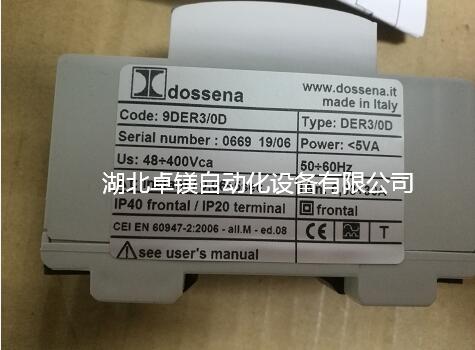 dossena
www.dossena.it
made in Italy
Code: 9DER3/0D
Type: DER3/0D
Serial number : 0669 19/06
Power: <5VA
Us: 48÷400Vca
50÷60Hz
湖北卓镁自动化设备有限公司
IP40 frontal / IP20 terminal
frontal
CEI EN 60947-2:2006 - all.M - ed.08
CE
T
see user's manual